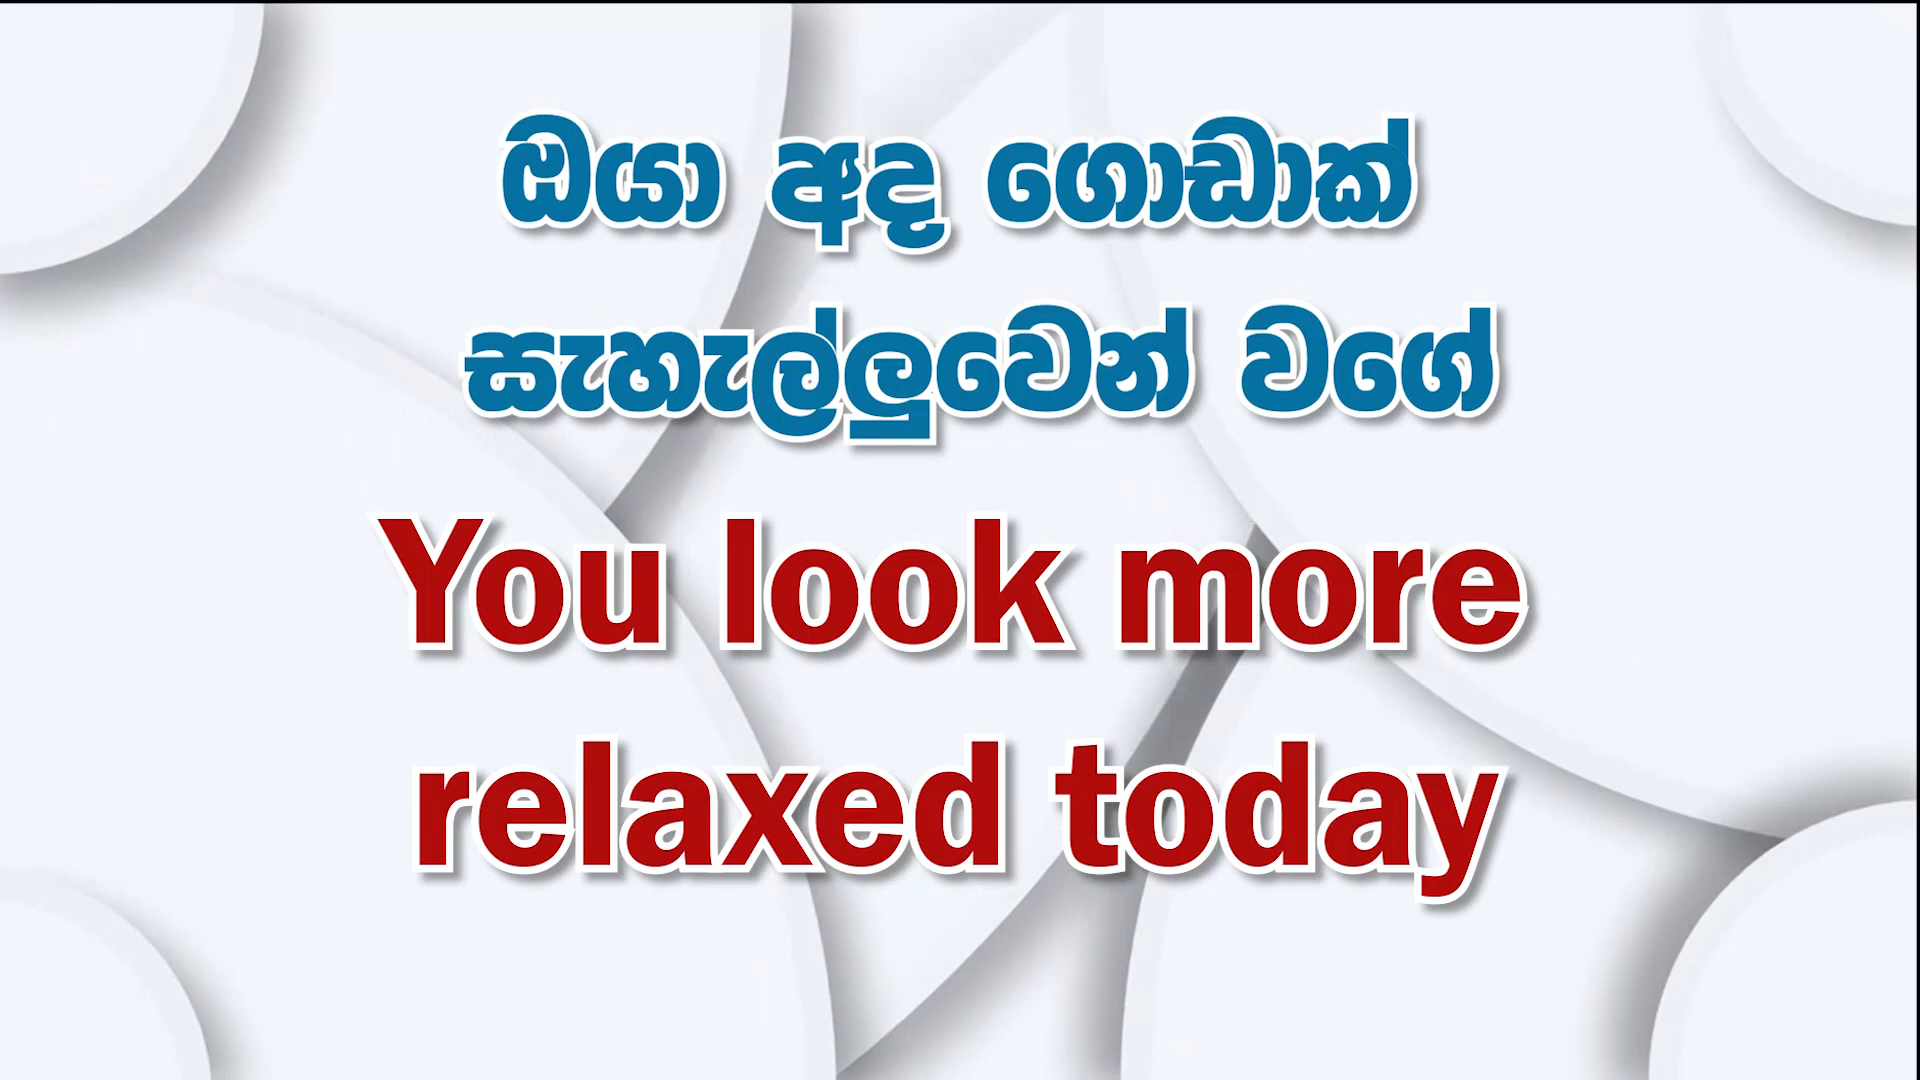 ඔයා අද ගොඩාක්
සැහැල්ලුවෙන් වගේ
You look more
relaxed today